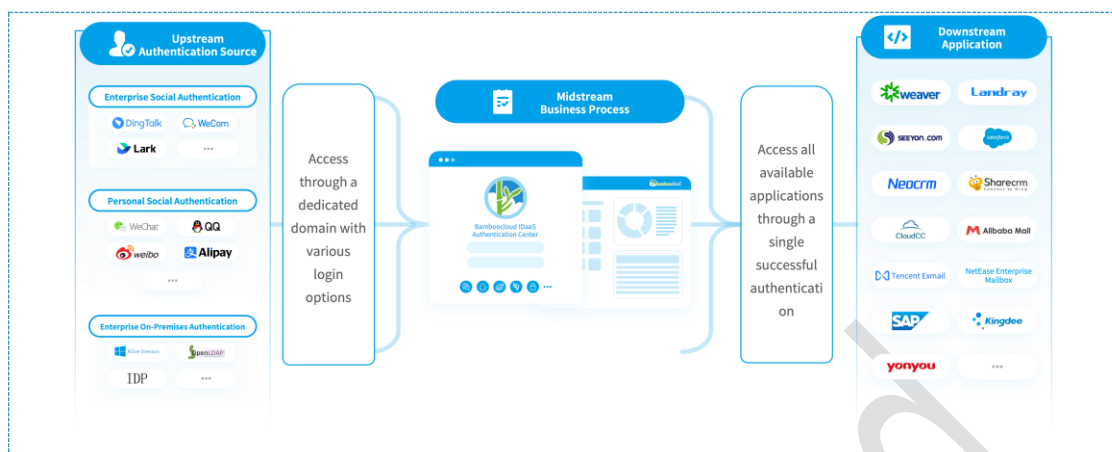 Upstream
Authentication Source
Enterprise Social Authentication
DingTalk
WeCom
Lark
...
Personal Social Authentication
WeChat
QQ
weibo
Alipay
...
Enterprise On-Premises Authentication
Active Directory
OpenLDAP
IDP
...
Access
through a
dedicated
domain with
various
login
options
Midstream
Business Process
Bamboocloud
Bamboocloud IDaaS
Authentication Center
...
Access all
available
applications
through a
single
successful
authenticati
on
Downstream
Application
weaver
Landray
SEEYON.COM
salesforce
Neocrm
Sharecrm
Connect to Grow
CloudCC
Alibaba Mail
Tencent Exmail
NetEase Enterprise
Mailbox
SAP
Kingdee
yonyou
...